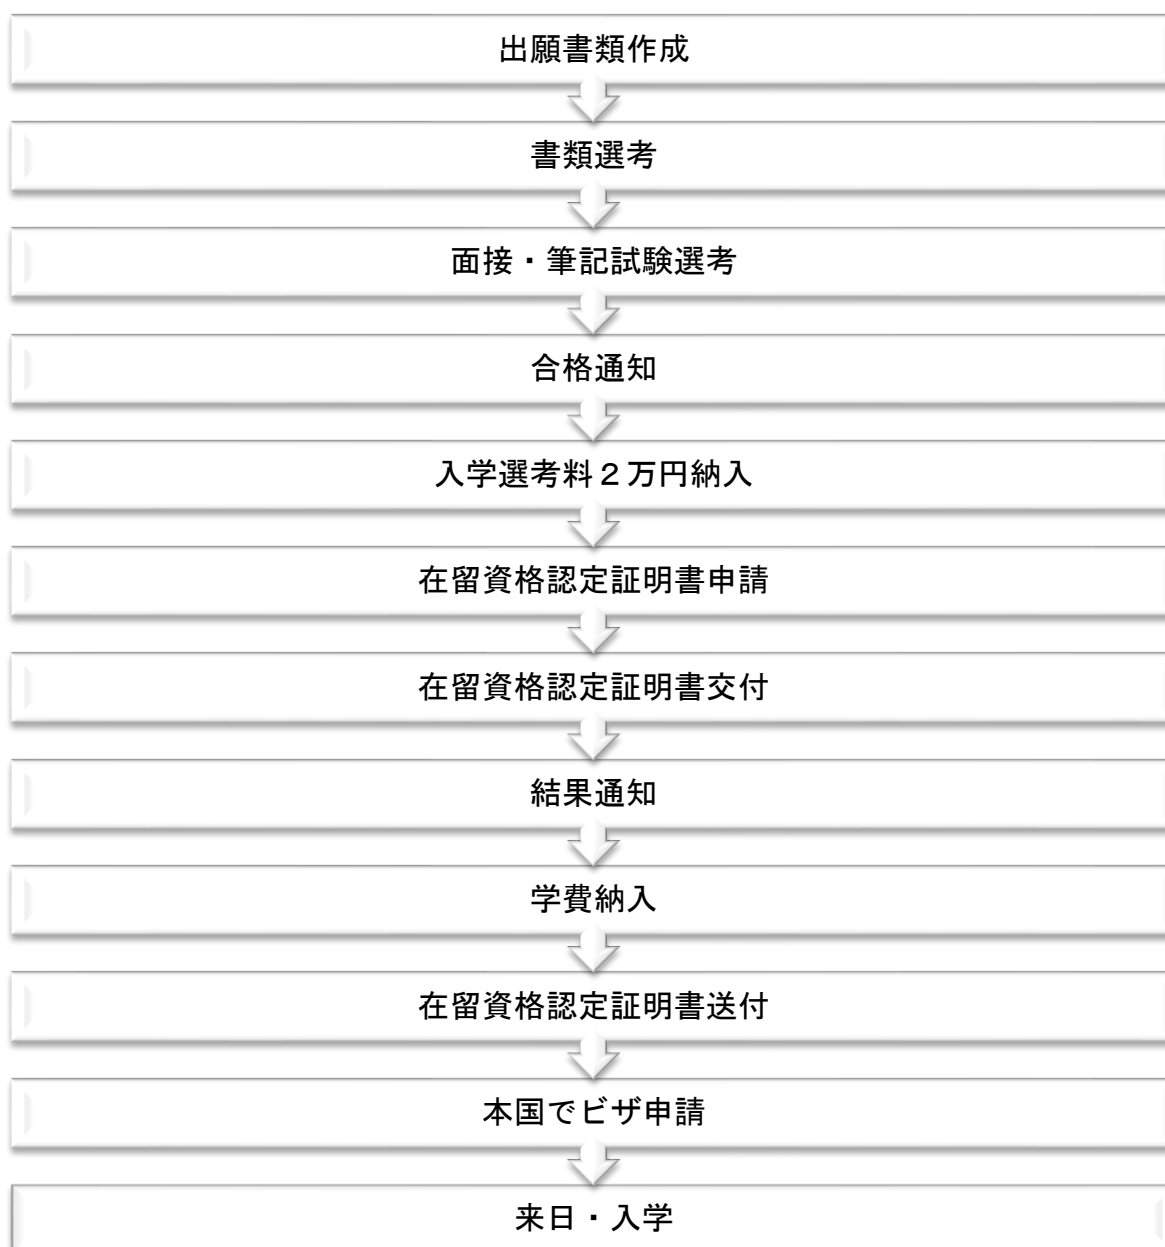 出願書類作成
書類選考
面接・筆記試験選考
合格通知
入学選考料２万円納入
在留資格認定証明書申請
在留資格認定証明書交付
結果通知
学費納入
在留資格認定証明書送付
本国でビザ申請
来日・入学